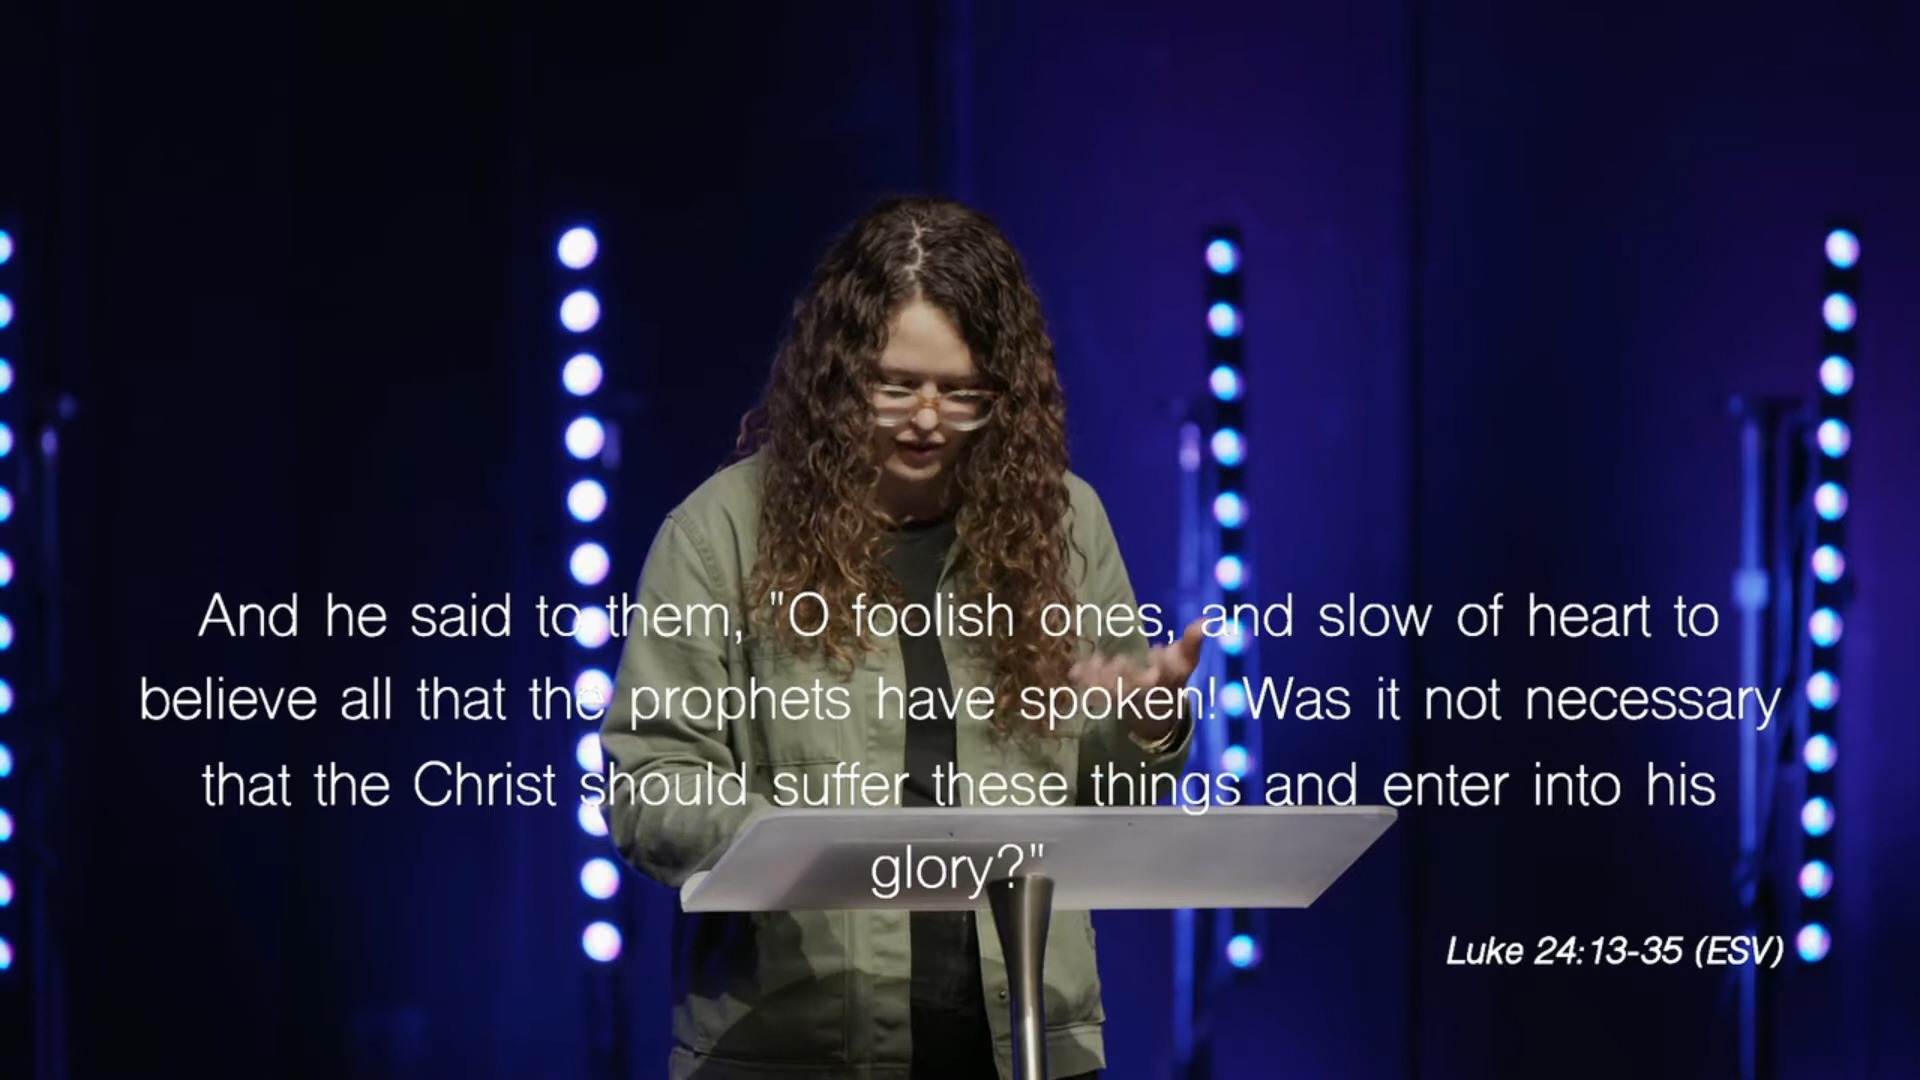 And he said to them, "O foolish ones, and slow of heart to
believe all that the prophets have spoken! Was it not necessary
that the Christ should suffer these things and enter into his
glory?"
Luke 24:13-35 (ESV)